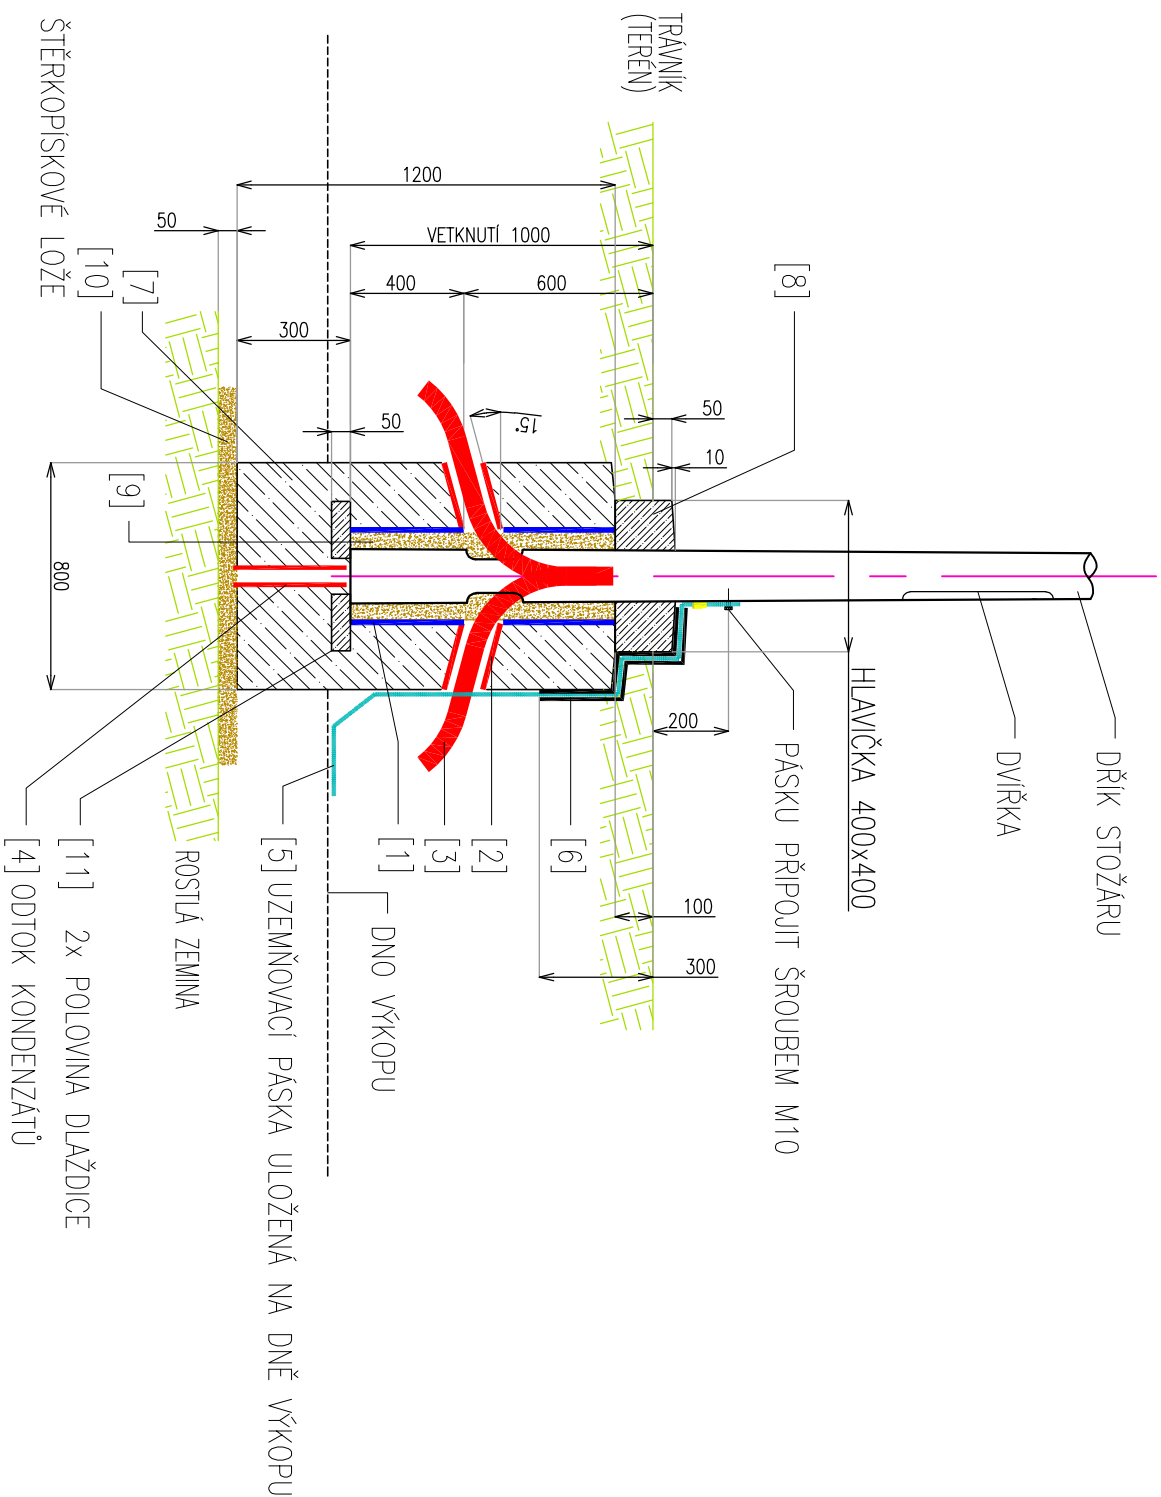 TRÁVNÍK
(TERÉN)
ŠTĚRKOPÍSKOVÉ LOŽE
[10]
[7]
[8]
[9]
1200
VETKNUTÍ 1000
400
600
300
50
50
50
10
15°
800
HLAVIČKA 400x400
DŘÍK STOŽÁRU
DVÍŘKA
PÁSKU PŘIPOJIT ŠROUBEM M10
200
100
300
[6]
[2]
[3]
[1]
DNO VÝKOPU
[5] UZEMŇOVACÍ PÁSKA ULOŽENÁ NA DNĚ VÝKOPU
ROSTLÁ ZEMINA
[11] 2x POLOVINA DLAŽDICE
[4] ODTOK KONDENZÁTŮ